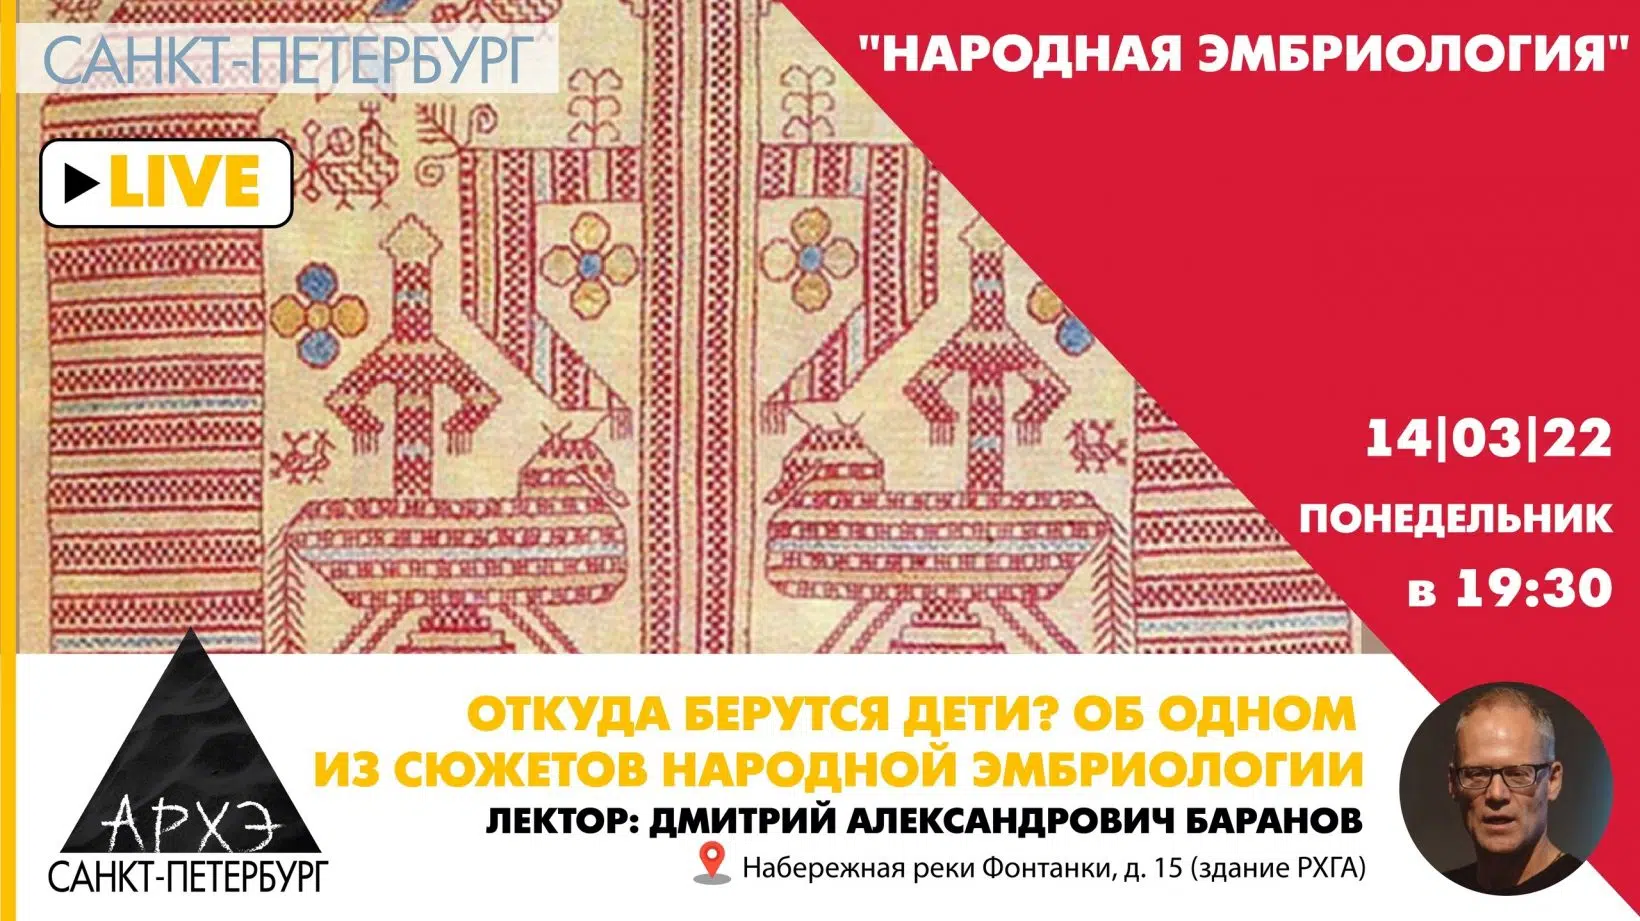 САНКТ-ПЕТЕРБУРГ
"НАРОДНАЯ ЭМБРИОЛОГИЯ"
LIVE
14|03|22
ПОНЕДЕЛЬНИК
в 19:30
ОТКУДА БЕРУТСЯ ДЕТИ? ОБ ОДНОМ
ИЗ СЮЖЕТОВ НАРОДНОЙ ЭМБРИОЛОГИИ
ЛЕКТОР: ДМИТРИЙ АЛЕКСАНДРОВИЧ БАРАНОВ
Набережная реки Фонтанки, д. 15 (здание РХГА)
АРХЭ
САНКТ-ПЕТЕРБУРГ